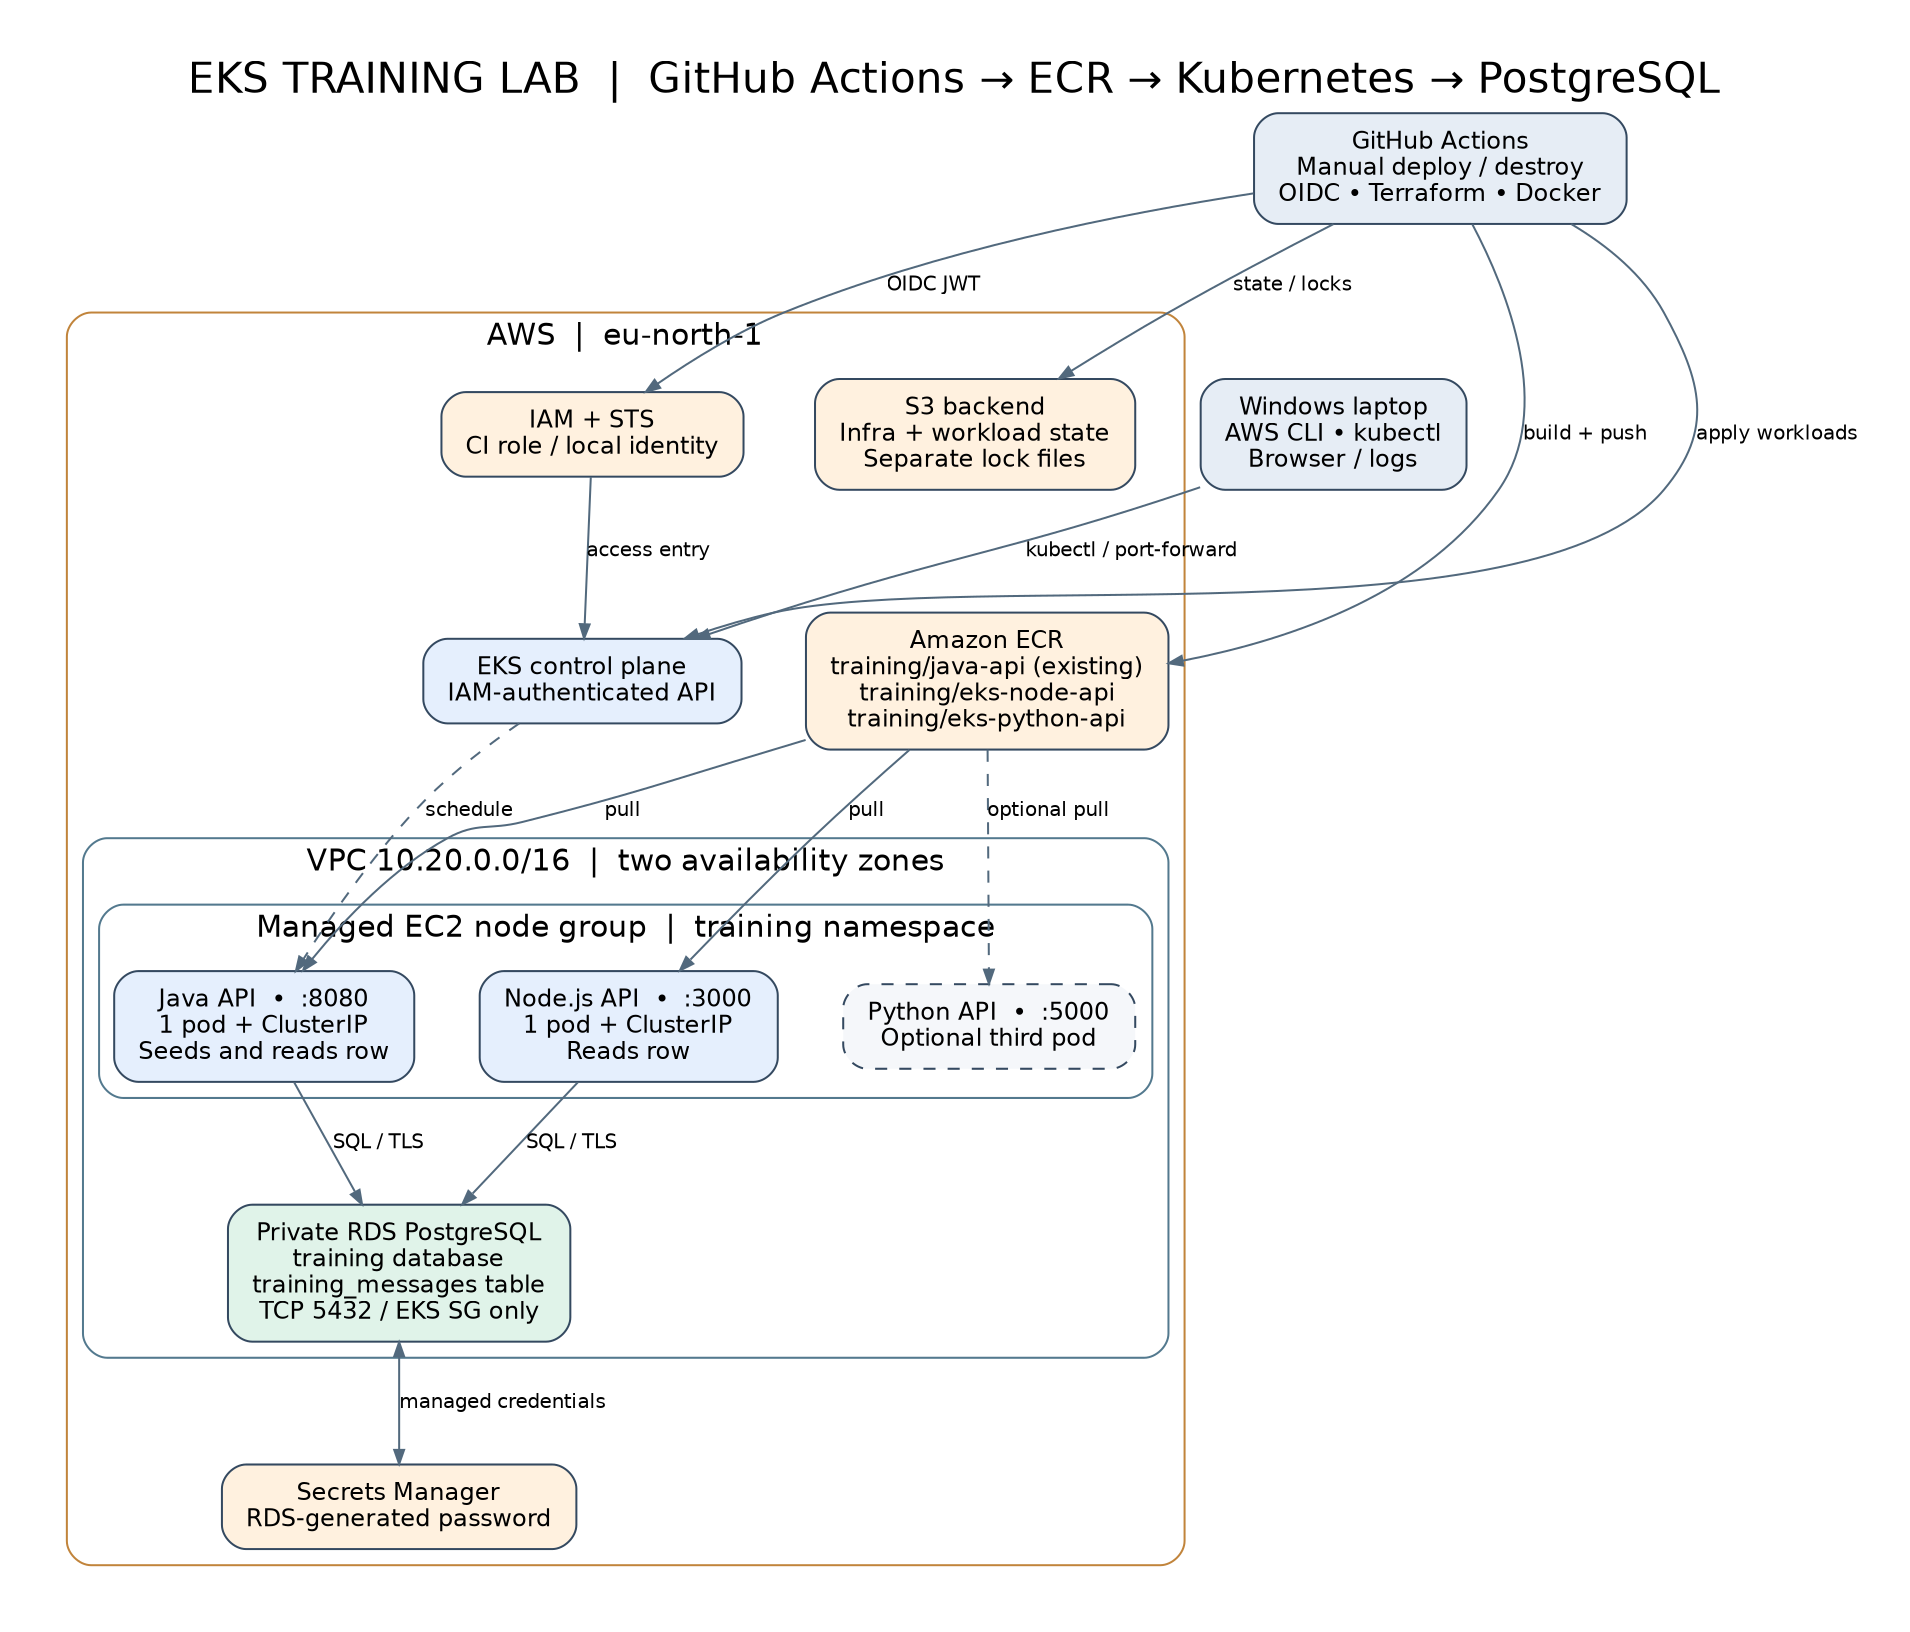 EKS TRAINING LAB | GitHub Actions → ECR → Kubernetes → PostgreSQL
GitHub Actions
Manual deploy / destroy
OIDC • Terraform • Docker
OIDC JWT
state / locks
AWS | eu-north-1
IAM + STS
CI role / local identity
S3 backend
Infra + workload state
Separate lock files
Windows laptop
AWS CLI • kubectl
Browser / logs
build + push
apply workloads
access entry
kubectl / port-forward
EKS control plane
IAM-authenticated API
Amazon ECR
training/java-api (existing)
training/eks-node-api
training/eks-python-api
schedule
pull
pull
optional pull
VPC 10.20.0.0/16 | two availability zones
Managed EC2 node group | training namespace
Java API • :8080
1 pod + ClusterIP
Seeds and reads row
Node.js API • :3000
1 pod + ClusterIP
Reads row
Python API • :5000
Optional third pod
SQL / TLS
SQL / TLS
Private RDS PostgreSQL
training database
training_messages table
TCP 5432 / EKS SG only
managed credentials
Secrets Manager
RDS-generated password